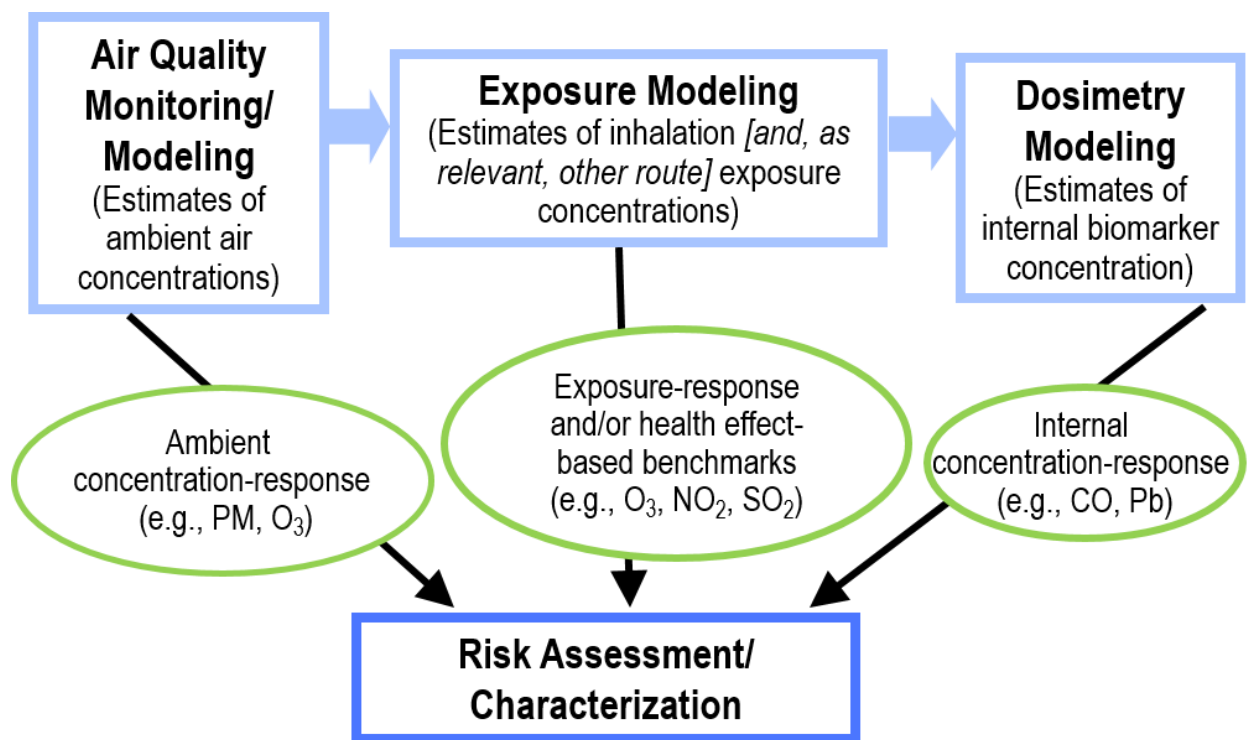 Air Quality
Monitoring/
Modeling
(Estimates of
ambient air
concentrations)
Exposure Modeling
(Estimates of inhalation [and, as
relevant, other route] exposure
concentrations)
Dosimetry
Modeling
(Estimates of
internal biomarker
concentration)
Ambient
concentration-response
(e.g., PM, O₃)
Exposure-response
and/or health effect-
based benchmarks
(e.g., O₃, NO₂, SO₂)
Internal
concentration-response
(e.g., CO, Pb)
Risk Assessment/
Characterization